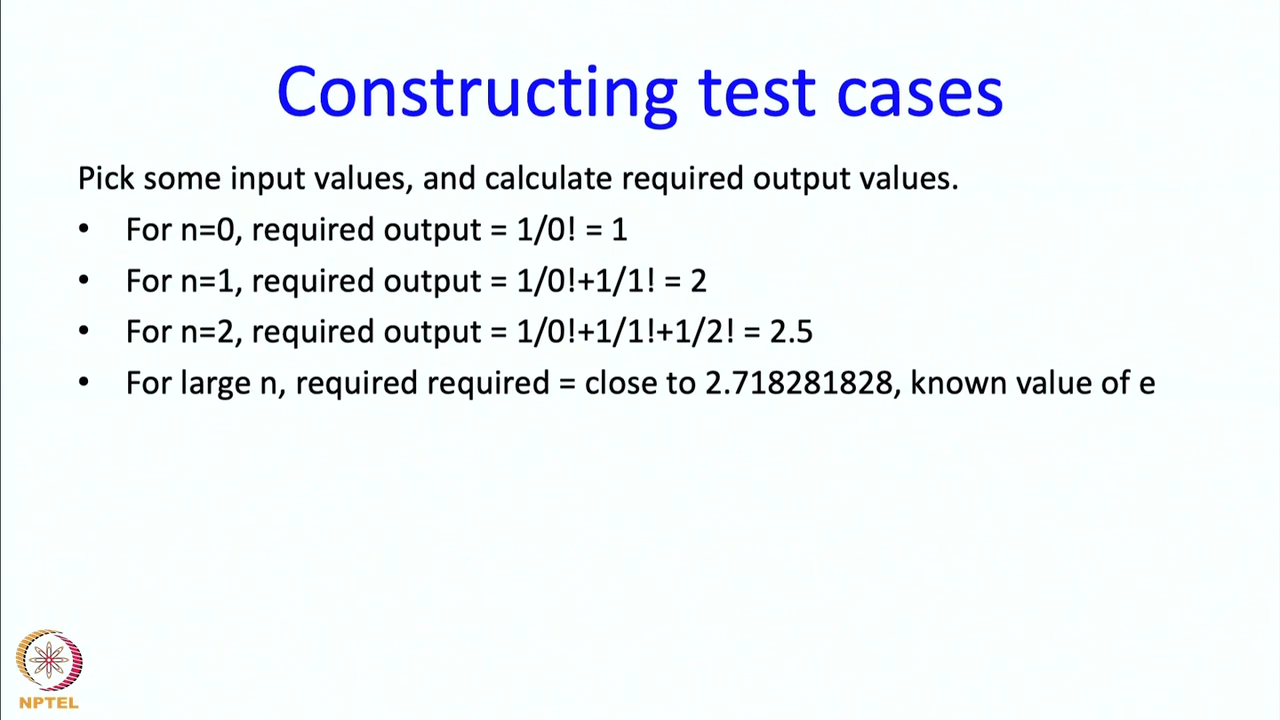 Constructing test cases
Pick some input values, and calculate required output values.
• For n=0, required output = 1/0! = 1
• For n=1, required output = 1/0!+1/1! = 2
• For n=2, required output = 1/0!+1/1!+1/2! = 2.5
• For large n, required required = close to 2.718281828, known value of e
NPTEL